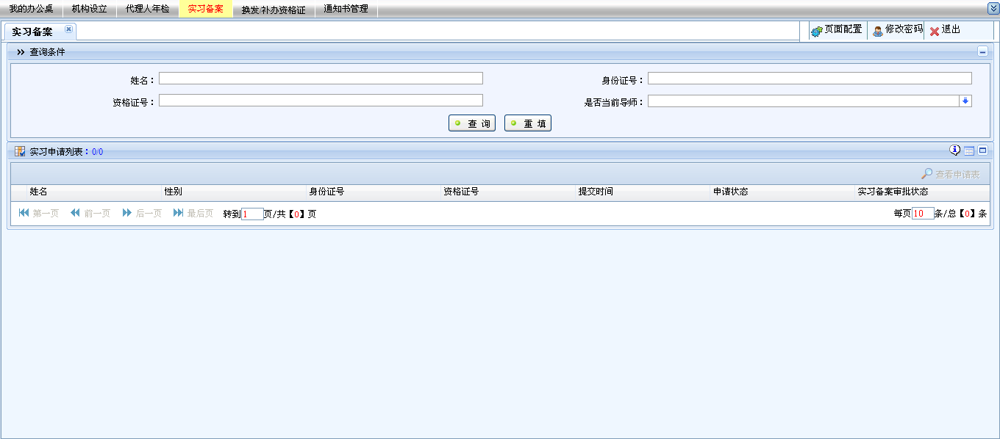 我的办公桌 机构设立 代理人年检 实习备案 换发/补办资格证 通知书管理
实习备案 页面配置 修改密码 退出
查询条件
姓名： 身份证号：
资格证号： 是否当前导师：
查 询 重 填
实习申请列表：0/0
查看申请表
姓名 性别 身份证号 资格证号 提交时间 申请状态 实习备案审批状态
第一页 前一页 后一页 最后页 转到1页/共【0】页 每页10条/总【0】条